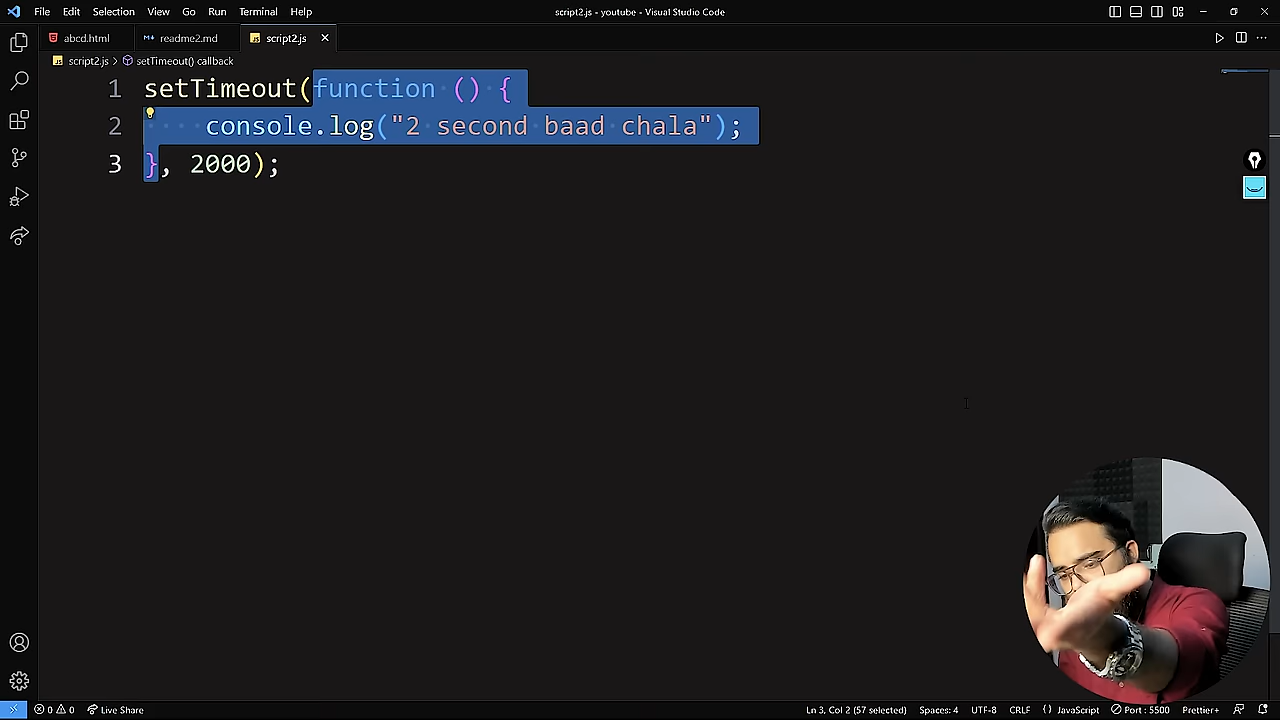 File Edit Selection View Go Run Terminal Help
script2.js - youtube - Visual Studio Code
abcd.html
readme2.md
script2.js
script2.js > setTimeout() callback
1 setTimeout(function () {
2 console.log("2 second baad chala");
3 }, 2000);
0 0 Live Share
Ln 3, Col 2 (57 selected) Spaces: 4 UTF-8 CRLF {} JavaScript Port : 5500 Prettier+